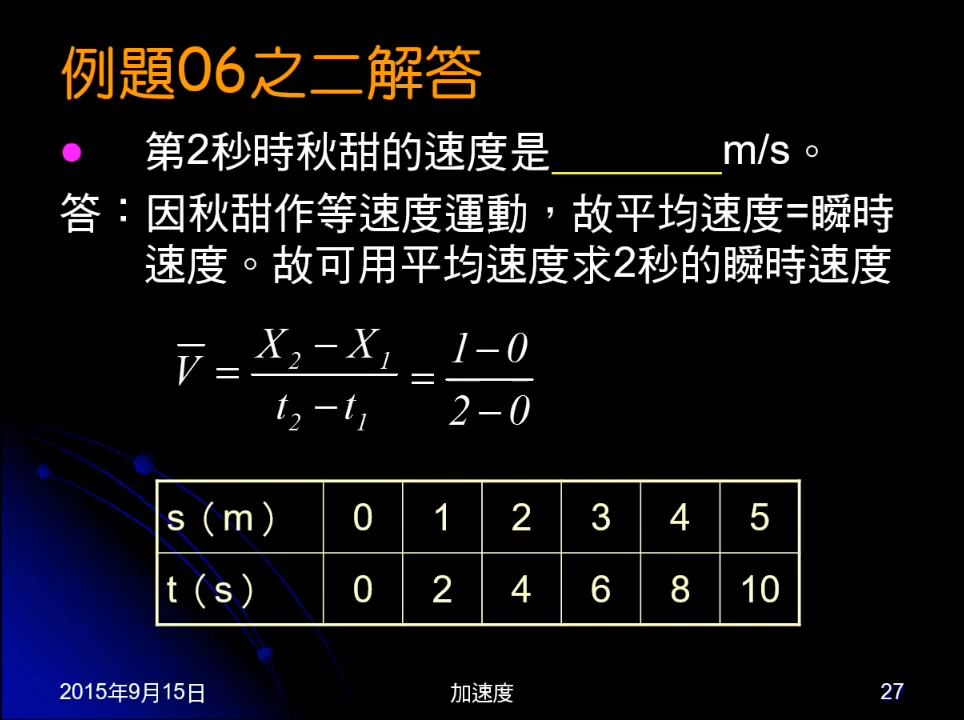 例題06之二解答
● 第2秒時秋甜的速度是________m/s。
答：因秋甜作等速度運動，故平均速度=瞬時
速度。故可用平均速度求2秒的瞬時速度
V̅ = (X₂ − X₁)/(t₂ − t₁) = (1 − 0)/(2 − 0)
s（m） 0 1 2 3 4 5
t（s） 0 2 4 6 8 10
2015年9月15日 加速度 27